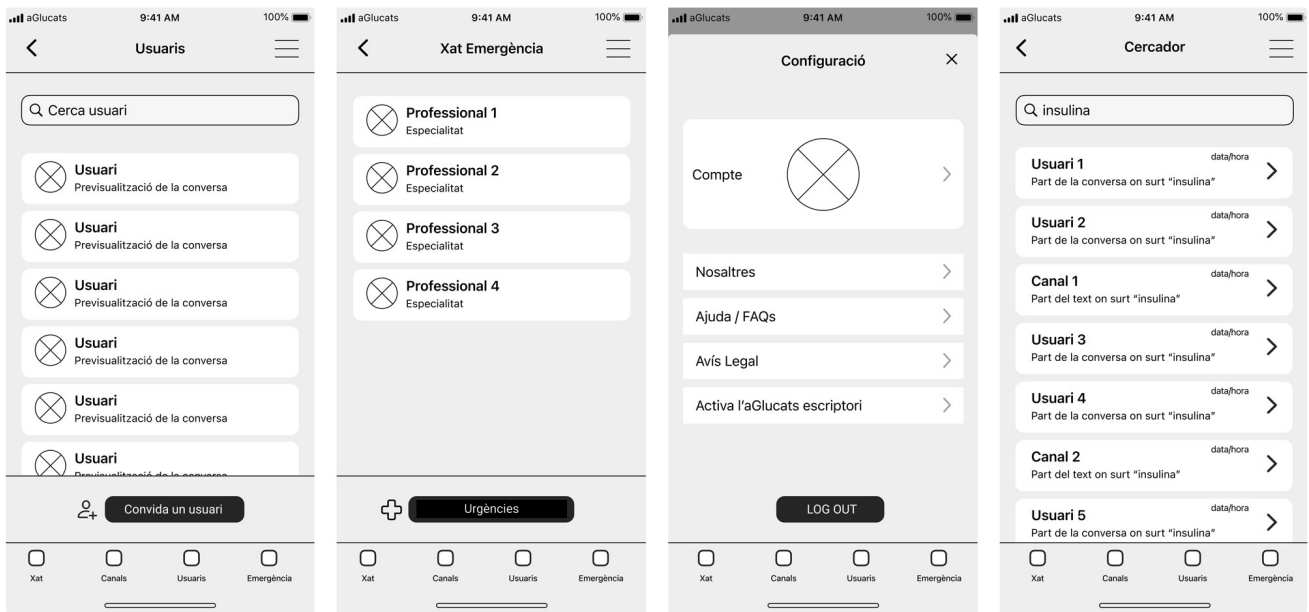 aGlucats 9:41 AM 100%
Usuaris
Cerca usuari
Usuari
Previsualització de la conversa
Usuari
Previsualització de la conversa
Usuari
Previsualització de la conversa
Usuari
Previsualització de la conversa
Usuari
Previsualització de la conversa
Usuari
Previsualització de la conversa
Convida un usuari
Xat Canals Usuaris Emergència
aGlucats 9:41 AM 100%
Xat Emergència
Professional 1
Especialitat
Professional 2
Especialitat
Professional 3
Especialitat
Professional 4
Especialitat
Urgències
Xat Canals Usuaris Emergència
aGlucats 9:41 AM 100%
Configuració
Compte
Nosaltres
Ajuda / FAQs
Avís Legal
Activa l’aGlucats escriptori
LOG OUT
Xat Canals Usuaris Emergència
aGlucats 9:41 AM 100%
Cercador
insulina
Usuari 1 data/hora
Part de la conversa on surt “insulina”
Usuari 2 data/hora
Part de la conversa on surt “insulina”
Canal 1 data/hora
Part del text on surt “insulina”
Usuari 3 data/hora
Part de la conversa on surt “insulina”
Usuari 4 data/hora
Part de la conversa on surt “insulina”
Canal 2 data/hora
Part del text on surt “insulina”
Usuari 5 data/hora
Part de la conversa on surt “insulina”
Xat Canals Usuaris Emergència